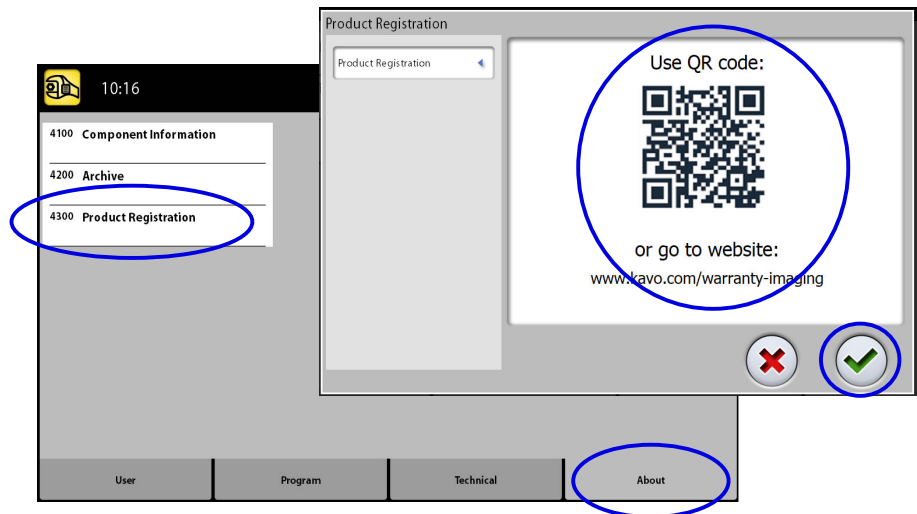 Product Registration
Product Registration
Use QR code:
or go to website:
www.kavo.com/warranty-imaging
10:16
4100 Component Information
4200 Archive
4300 Product Registration
User
Program
Technical
About